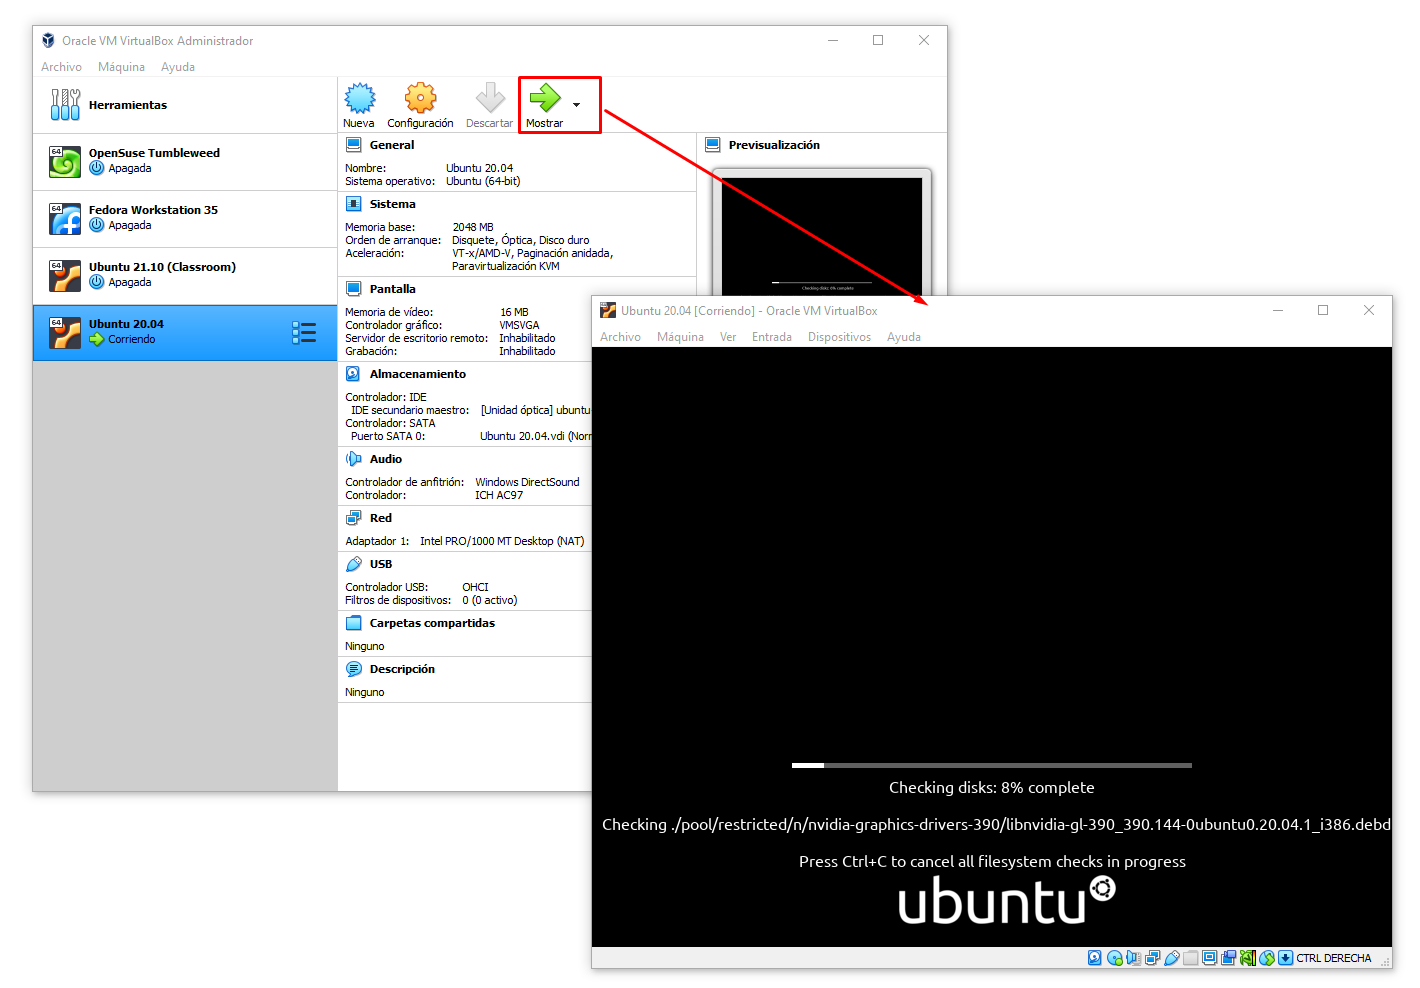 Oracle VM VirtualBox Administrador
Archivo Máquina Ayuda
Herramientas
64
OpenSuse Tumbleweed
Apagada
64
Fedora Workstation 35
Apagada
64
Ubuntu 21.10 (Classroom)
Apagada
64
Ubuntu 20.04
Corriendo
Nueva Configuración Descartar Mostrar
General
Nombre: Ubuntu 20.04
Sistema operativo: Ubuntu (64-bit)
Sistema
Memoria base: 2048 MB
Orden de arranque: Disquete, Óptica, Disco duro
Aceleración: VT-x/AMD-V, Paginación anidada,
Paravirtualización KVM
Pantalla
Memoria de vídeo: 16 MB
Controlador gráfico: VMSVGA
Servidor de escritorio remoto: Inhabilitado
Grabación: Inhabilitado
Almacenamiento
Controlador: IDE
IDE secundario maestro: [Unidad óptica] ubuntu-
Controlador: SATA
Puerto SATA 0: Ubuntu 20.04.vdi (Norr
Audio
Controlador de anfitrión: Windows DirectSound
Controlador: ICH AC97
Red
Adaptador 1: Intel PRO/1000 MT Desktop (NAT)
USB
Controlador USB: OHCI
Filtros de dispositivos: 0 (0 activo)
Carpetas compartidas
Ninguno
Descripción
Ninguno
Previsualización
Checking disks: 8% complete
Ubuntu 20.04 [Corriendo] - Oracle VM VirtualBox
Archivo Máquina Ver Entrada Dispositivos Ayuda
Checking disks: 8% complete
Checking ./pool/restricted/n/nvidia-graphics-drivers-390/libnvidia-gl-390_390.144-0ubuntu0.20.04.1_i386.debd
Press Ctrl+C to cancel all filesystem checks in progress
ubuntu
CTRL DERECHA